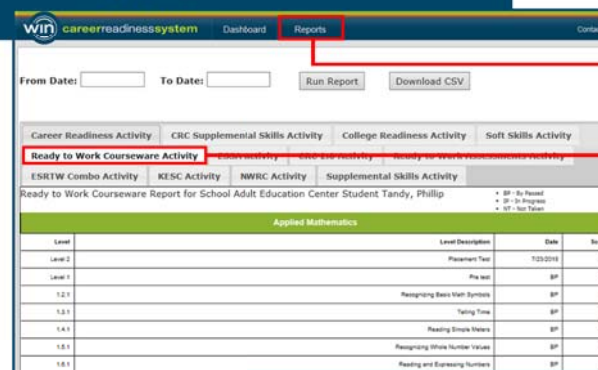 win careerreadinesssystem Dashboard Reports Conta
From Date: To Date: Run Report Download CSV
Career Readiness Activity CRC Supplemental Skills Activity College Readiness Activity Soft Skills Activity
Ready to Work Courseware Activity Ready to Work Assessments Activity
ESRTW Combo Activity KESC Activity NWRC Activity Supplemental Skills Activity
Ready to Work Courseware Report for School Adult Education Center Student Tandy, Phillip
BP - By Passed
IP - In Progress
NT - Not Taken
Applied Mathematics
Level Level Description Date Sc
Level 2 Placement Test 7/23/2015
Level 1 Pre test BP
1.2.1 Recognizing Basic Math Symbols BP
1.3.1 Telling Time BP
1.4.1 Reading Simple Meters BP
1.5.1 Recognizing Whole Number Values BP
1.6.1 Reading and Expressing Numbers BP